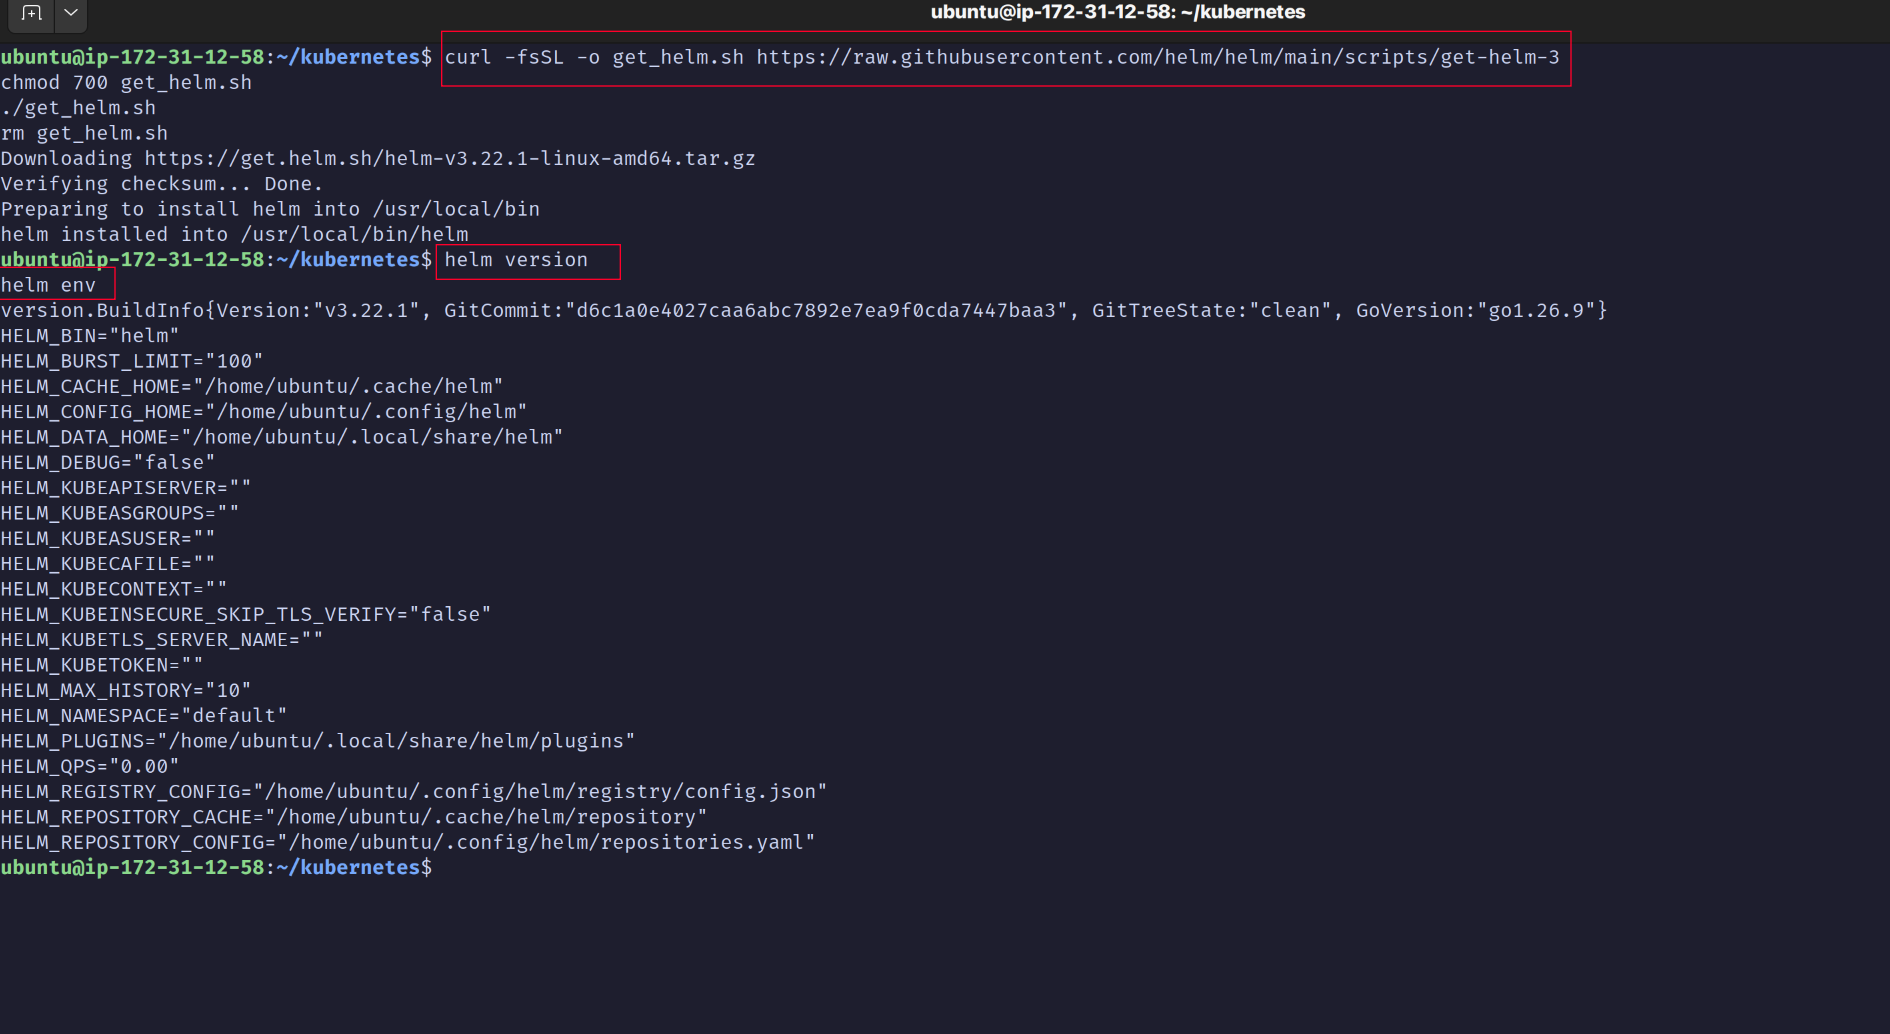 ubuntu@ip-172-31-12-58: ~/kubernetes
ubuntu@ip-172-31-12-58:~/kubernetes$ curl -fsSL -o get_helm.sh https://raw.githubusercontent.com/helm/helm/main/scripts/get-helm-3
chmod 700 get_helm.sh
./get_helm.sh
rm get_helm.sh
Downloading https://get.helm.sh/helm-v3.22.1-linux-amd64.tar.gz
Verifying checksum... Done.
Preparing to install helm into /usr/local/bin
helm installed into /usr/local/bin/helm
ubuntu@ip-172-31-12-58:~/kubernetes$ helm version
helm env
version.BuildInfo{Version:"v3.22.1", GitCommit:"d6c1a0e4027caa6abc7892e7ea9f0cda7447baa3", GitTreeState:"clean", GoVersion:"go1.26.9"}
HELM_BIN="helm"
HELM_BURST_LIMIT="100"
HELM_CACHE_HOME="/home/ubuntu/.cache/helm"
HELM_CONFIG_HOME="/home/ubuntu/.config/helm"
HELM_DATA_HOME="/home/ubuntu/.local/share/helm"
HELM_DEBUG="false"
HELM_KUBEAPISERVER=""
HELM_KUBEASGROUPS=""
HELM_KUBEASUSER=""
HELM_KUBECAFILE=""
HELM_KUBECONTEXT=""
HELM_KUBEINSECURE_SKIP_TLS_VERIFY="false"
HELM_KUBETLS_SERVER_NAME=""
HELM_KUBETOKEN=""
HELM_MAX_HISTORY="10"
HELM_NAMESPACE="default"
HELM_PLUGINS="/home/ubuntu/.local/share/helm/plugins"
HELM_QPS="0.00"
HELM_REGISTRY_CONFIG="/home/ubuntu/.config/helm/registry/config.json"
HELM_REPOSITORY_CACHE="/home/ubuntu/.cache/helm/repository"
HELM_REPOSITORY_CONFIG="/home/ubuntu/.config/helm/repositories.yaml"
ubuntu@ip-172-31-12-58:~/kubernetes$